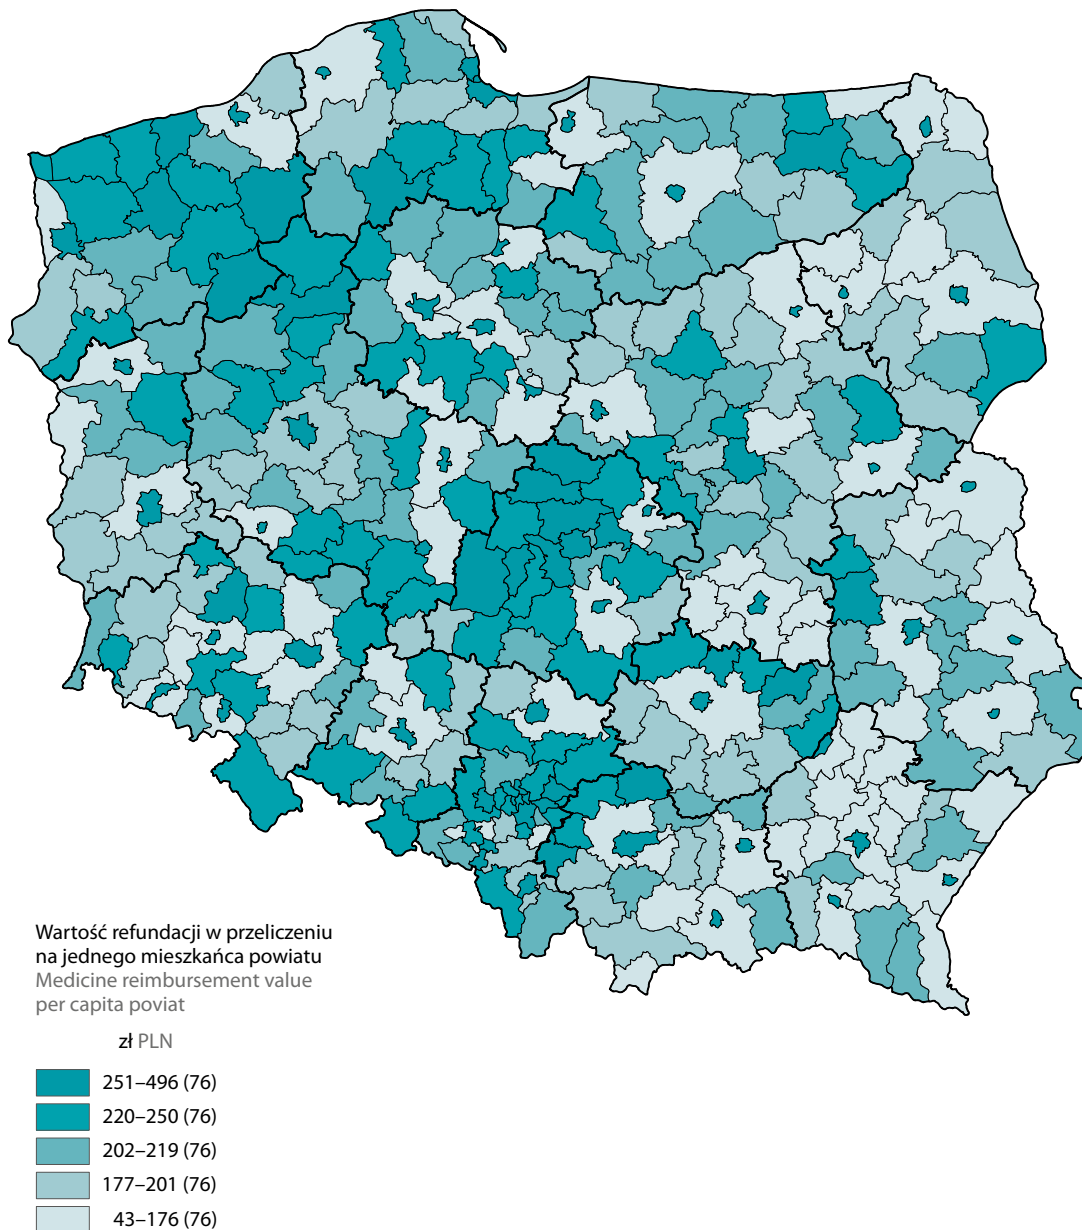 Wartość refundacji w przeliczeniu
na jednego mieszkańca powiatu
Medicine reimbursement value
per capita poviat
zł PLN
251–496 (76)
220–250 (76)
202–219 (76)
177–201 (76)
43–176 (76)